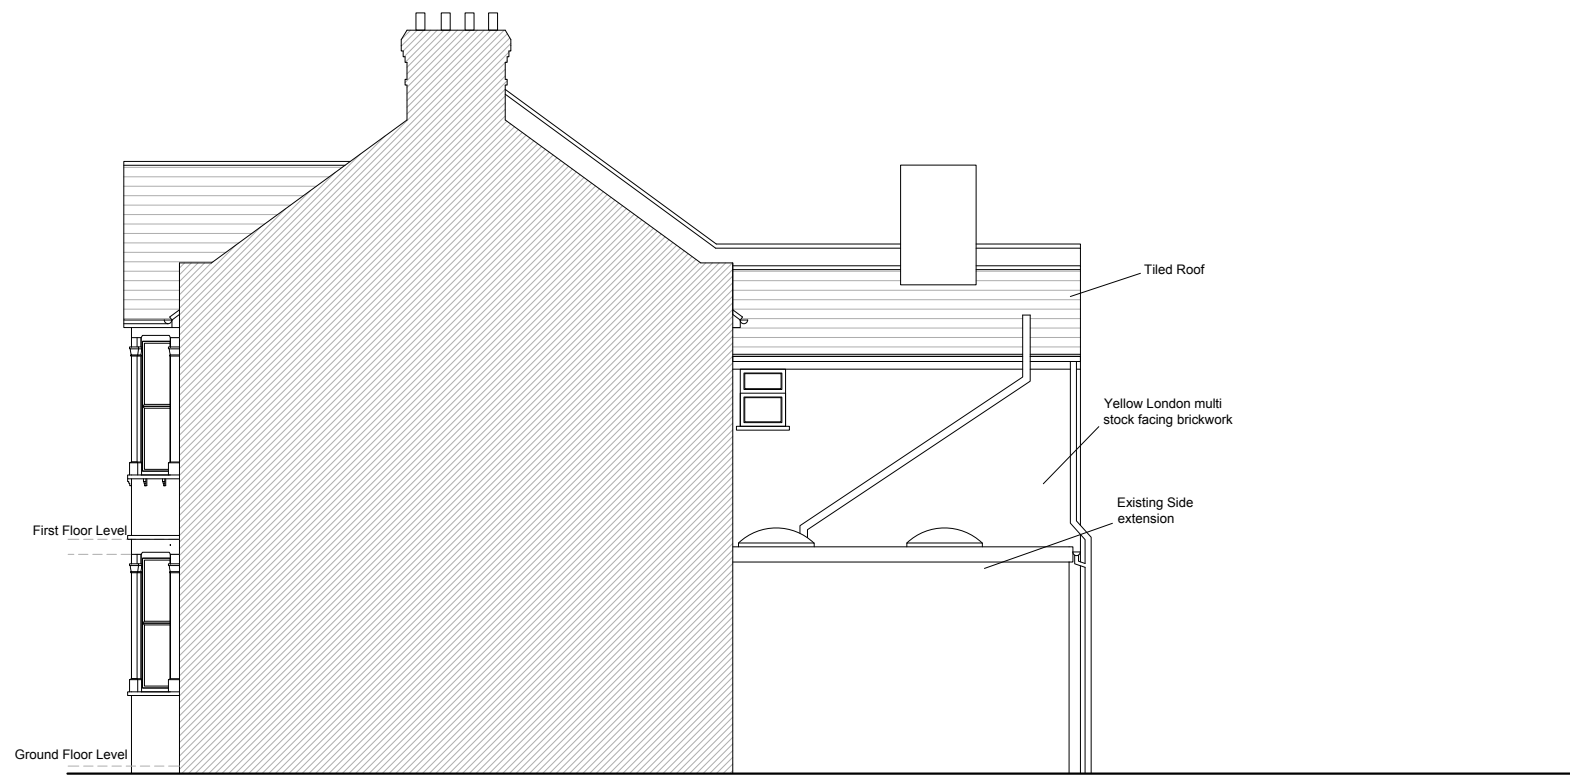 Tiled Roof
Yellow London multi
stock facing brickwork
Existing Side
extension
First Floor Level
Ground Floor Level